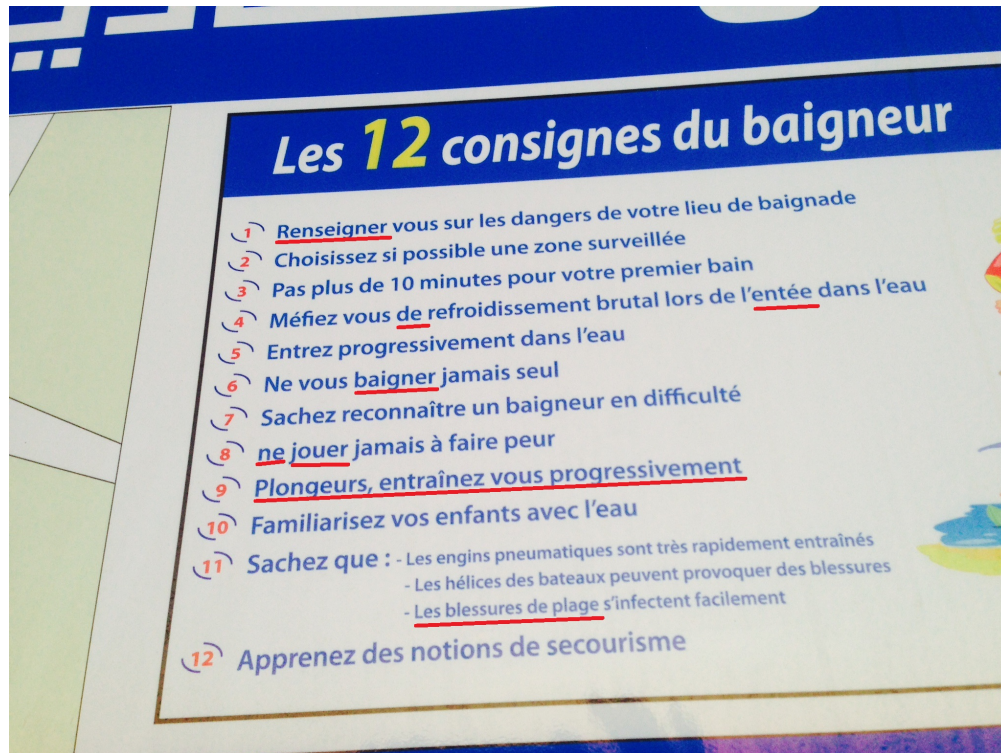 Les 12 consignes du baigneur
1 Renseigner vous sur les dangers de votre lieu de baignade
2 Choisissez si possible une zone surveillée
3 Pas plus de 10 minutes pour votre premier bain
4 Méfiez vous de refroidissement brutal lors de l'entée dans l'eau
5 Entrez progressivement dans l'eau
6 Ne vous baigner jamais seul
7 Sachez reconnaître un baigneur en difficulté
8 ne jouer jamais à faire peur
9 Plongeurs, entraînez vous progressivement
10 Familiarisez vos enfants avec l'eau
11 Sachez que : - Les engins pneumatiques sont très rapidement entraînés
- Les hélices des bateaux peuvent provoquer des blessures
- Les blessures de plage s'infectent facilement
12 Apprenez des notions de secourisme